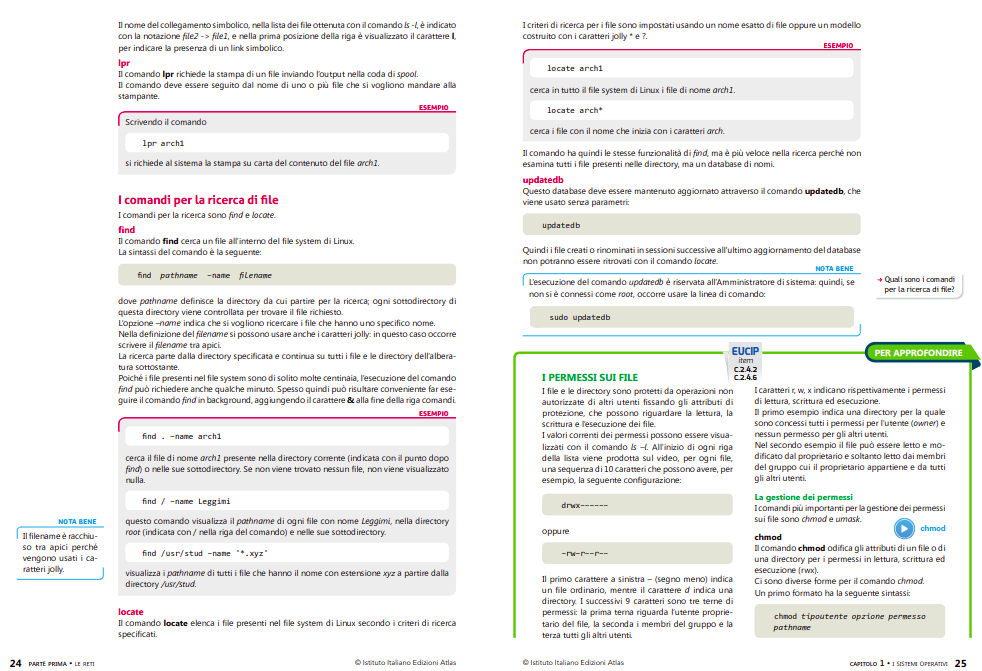 Il nome del collegamento simbolico, nella lista dei file ottenuta con il comando ls -l, è indicato
con la notazione file2 -> file1, e nella prima posizione della riga è visualizzato il carattere l,
per indicare la presenza di un link simbolico.
lpr
Il comando lpr richiede la stampa di un file inviando l'output nella coda di spool.
Il comando deve essere seguito dal nome di uno o più file che si vogliono mandare alla
stampante.
ESEMPIO
Scrivendo il comando
lpr arch1
si richiede al sistema la stampa su carta del contenuto del file arch1.
I comandi per la ricerca di file
I comandi per la ricerca sono find e locate.
find
Il comando find cerca un file all'interno del file system di Linux.
La sintassi del comando è la seguente:
find pathname –name filename
dove pathname definisce la directory da cui partire per la ricerca; ogni sottodirectory di
questa directory viene controllata per trovare il file richiesto.
L'opzione –name indica che si vogliono ricercare i file che hanno uno specifico nome.
Nella definizione del filename si possono usare anche i caratteri jolly: in questo caso occorre
scrivere il filename tra apici.
La ricerca parte dalla directory specificata e continua su tutti i file e le directory dell'albera-
tura sottostante.
Poiché i file presenti nel file system sono di solito molte centinaia, l'esecuzione del comando
find può richiedere anche qualche minuto. Spesso quindi può risultare conveniente far ese-
guire il comando find in background, aggiungendo il carattere & alla fine della riga comandi.
ESEMPIO
find . –name arch1
cerca il file di nome arch1 presente nella directory corrente (indicata con il punto dopo
find) o nelle sue sottodirectory. Se non viene trovato nessun file, non viene visualizzato
nulla.
find / –name Leggimi
questo comando visualizza il pathname di ogni file con nome Leggimi, nella directory
root (indicata con / nella riga del comando) e nelle sue sottodirectory.
find /usr/stud –name '*.xyz'
visualizza i pathname di tutti i file che hanno il nome con estensione xyz a partire dalla
directory /usr/stud.
NOTA BENE
Il filename è racchiu-
so tra apici perché
vengono usati i ca-
ratteri jolly.
locate
Il comando locate elenca i file presenti nel file system di Linux secondo i criteri di ricerca
specificati.
24 PARTE PRIMA • LE RETI
© Istituto Italiano Edizioni Atlas
I criteri di ricerca per i file sono impostati usando un nome esatto di file oppure un modello
costruito con i caratteri jolly * e ?.
ESEMPIO
locate arch1
cerca in tutto il file system di Linux i file di nome arch1.
locate arch*
cerca i file con il nome che inizia con i caratteri arch.
Il comando ha quindi le stesse funzionalità di find, ma è più veloce nella ricerca perché non
esamina tutti i file presenti nelle directory, ma un database di nomi.
updatedb
Questo database deve essere mantenuto aggiornato attraverso il comando updatedb, che
viene usato senza parametri:
updatedb
Quindi i file creati o rinominati in sessioni successive all'ultimo aggiornamento del database
non potranno essere ritrovati con il comando locate.
NOTA BENE
L'esecuzione del comando updatedb è riservata all'Amministratore di sistema: quindi, se
non si è connessi come root, occorre usare la linea di comando:
sudo updatedb
➜ Quali sono i comandi
per la ricerca di file?
EUCIP
item
C.2.4.2
C.2.4.6
PER APPROFONDIRE
I PERMESSI SUI FILE
I file e le directory sono protetti da operazioni non
autorizzate di altri utenti fissando gli attributi di
protezione, che possono riguardare la lettura, la
scrittura e l'esecuzione dei file.
I valori correnti dei permessi possono essere visua-
lizzati con il comando ls –l. All'inizio di ogni riga
della lista viene prodotta sul video, per ogni file,
una sequenza di 10 caratteri che possono avere, per
esempio, la seguente configurazione:
drwx------
oppure
-rw-r--r--
Il primo carattere a sinistra – (segno meno) indica
un file ordinario, mentre il carattere d indica una
directory. I successivi 9 caratteri sono tre terne di
permessi: la prima terna riguarda l'utente proprie-
tario del file, la seconda i membri del gruppo e la
terza tutti gli altri utenti.
I caratteri r, w, x indicano rispettivamente i permessi
di lettura, scrittura ed esecuzione.
Il primo esempio indica una directory per la quale
sono concessi tutti i permessi per l'utente (owner) e
nessun permesso per gli altri utenti.
Nel secondo esempio il file può essere letto e mo-
dificato dal proprietario e soltanto letto dai membri
del gruppo cui il proprietario appartiene e da tutti
gli altri utenti.
La gestione dei permessi
I comandi più importanti per la gestione dei permessi
sui file sono chmod e umask.
chmod
chmod
Il comando chmod odifica gli attributi di un file o di
una directory per i permessi in lettura, scrittura ed
esecuzione (rwx).
Ci sono diverse forme per il comando chmod.
Un primo formato ha la seguente sintassi:
chmod tipoutente opzione permesso
pathname
© Istituto Italiano Edizioni Atlas
CAPITOLO 1 • I SISTEMI OPERATIVI 25